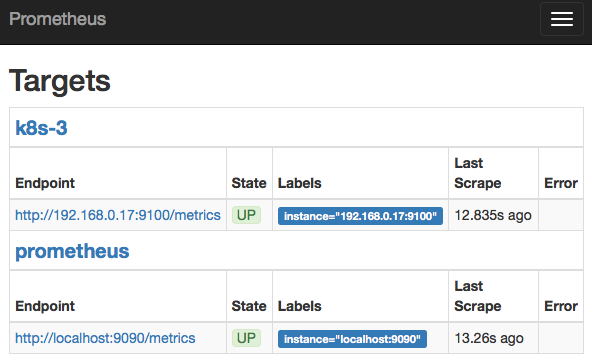 Prometheus
Targets
k8s-3
Endpoint State Labels Last Scrape Error
http://192.168.0.17:9100/metrics UP instance="192.168.0.17:9100" 12.835s ago
prometheus
Endpoint State Labels Last Scrape Error
http://localhost:9090/metrics UP instance="localhost:9090" 13.26s ago